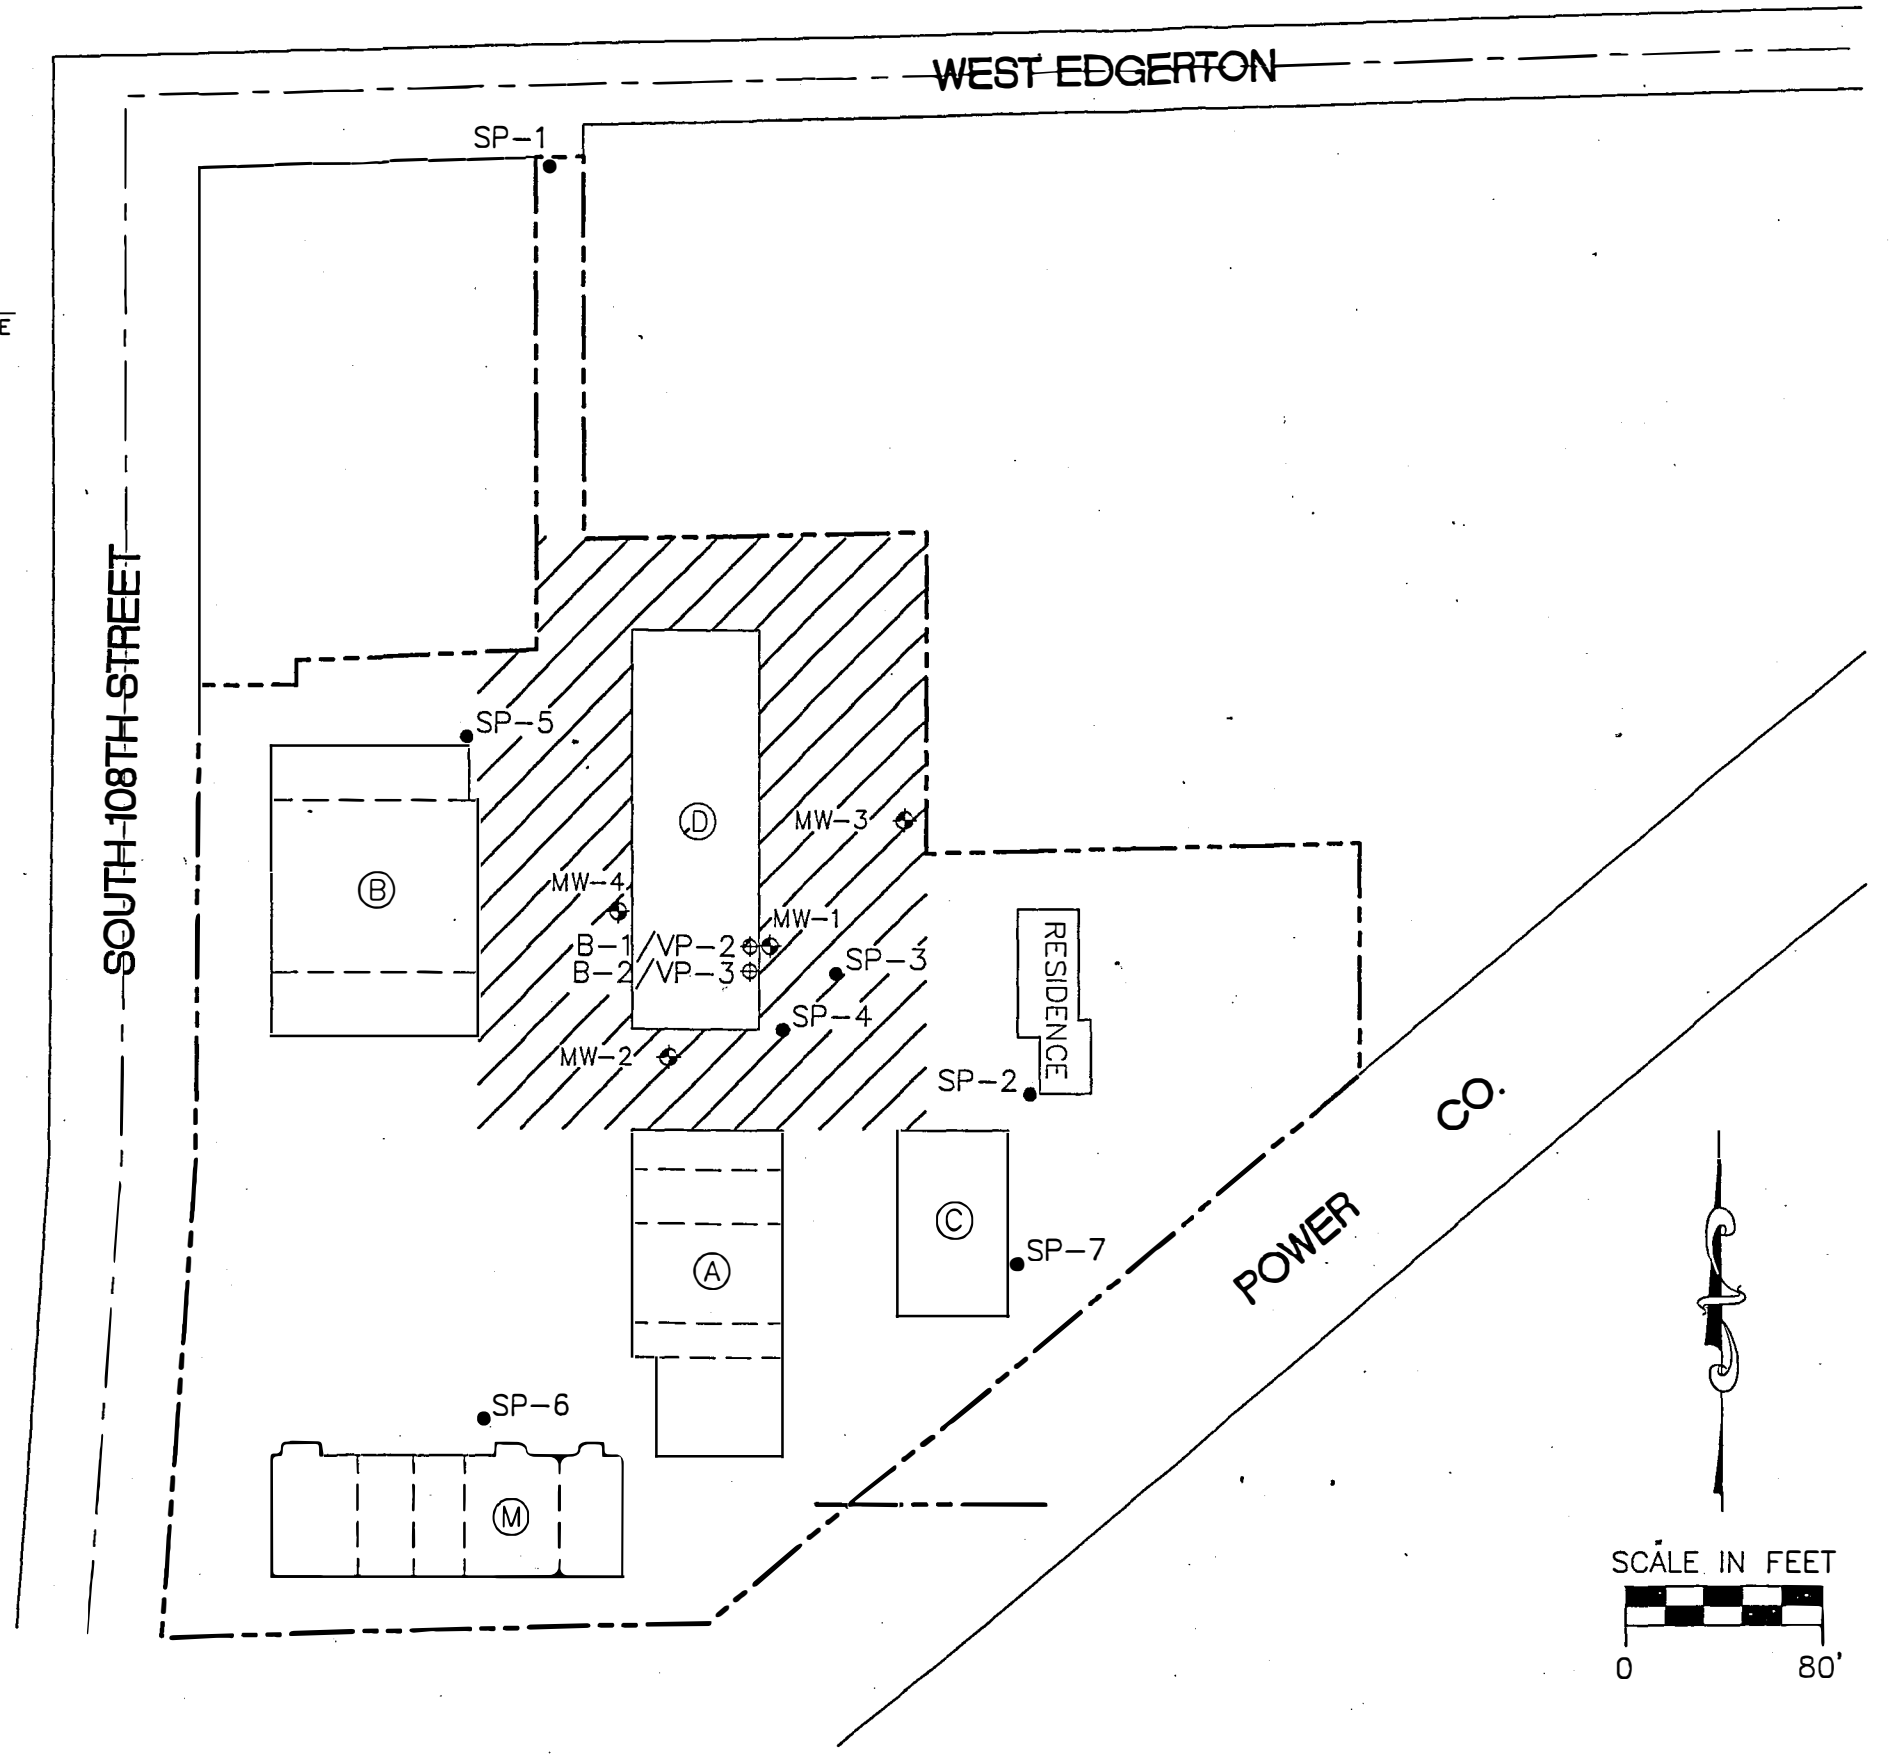 WEST EDGERTON
SP-1
E
SOUTH 108TH STREET
SP-5
D
MW-3
B
MW-4
MW-1
B-1/VP-2
SP-3
B-2/VP-3
SP-4
RESIDENCE
MW-2
SP-2
CO.
POWER
C
SP-7
A
SP-6
M
SCALE IN FEET
0 80'